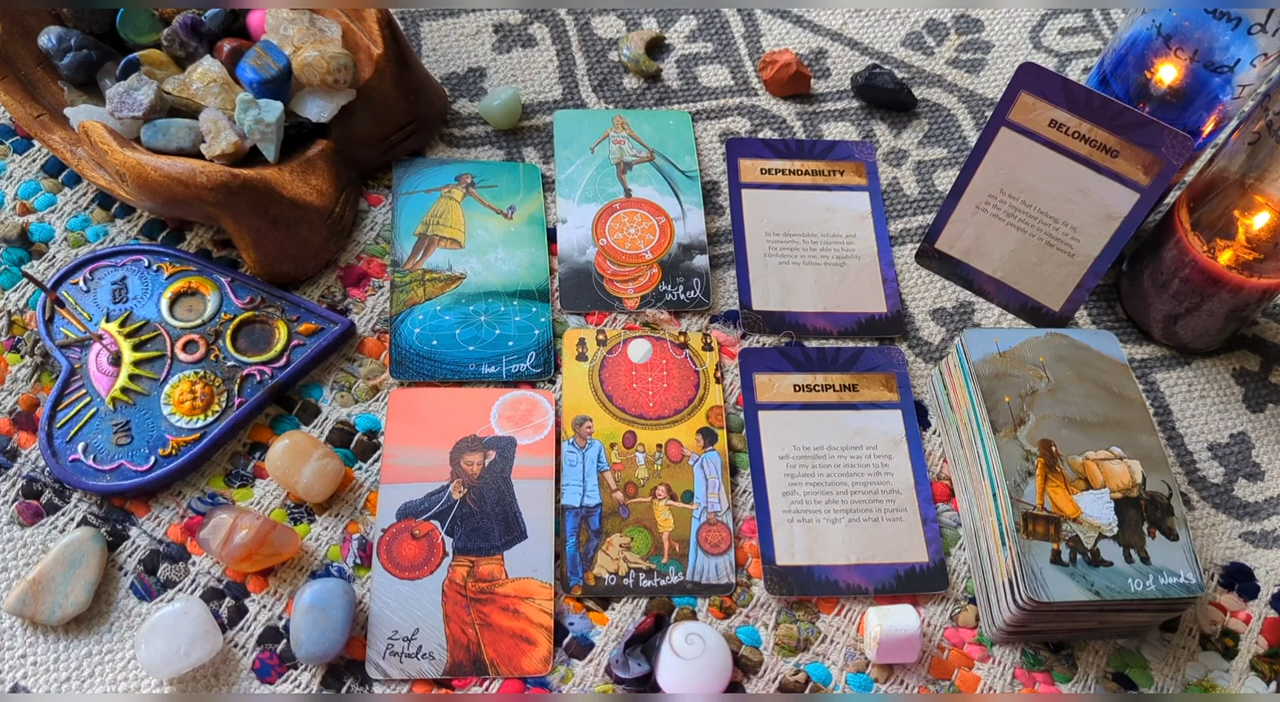 YES
NO
0 the fool
10
the
wheel
2 of
Pentacles
10 of Pentacles
DEPENDABILITY
To be dependable, reliable and
trustworthy. To be counted on.
For people to be able to have
confidence in me, my capability
and my follow-through.
DISCIPLINE
To be self-disciplined and
self-controlled in my way of being.
For my action or inaction to be
regulated in accordance with my
own expectations, progression,
goals, priorities and personal truths,
and to be able to overcome my
weaknesses or temptations in pursuit
of what is "right" and what I want.
BELONGING
To feel that I belong, fit in,
am an important part of, or am
in the right place in situations,
with other people or in the world.
10 of Wands